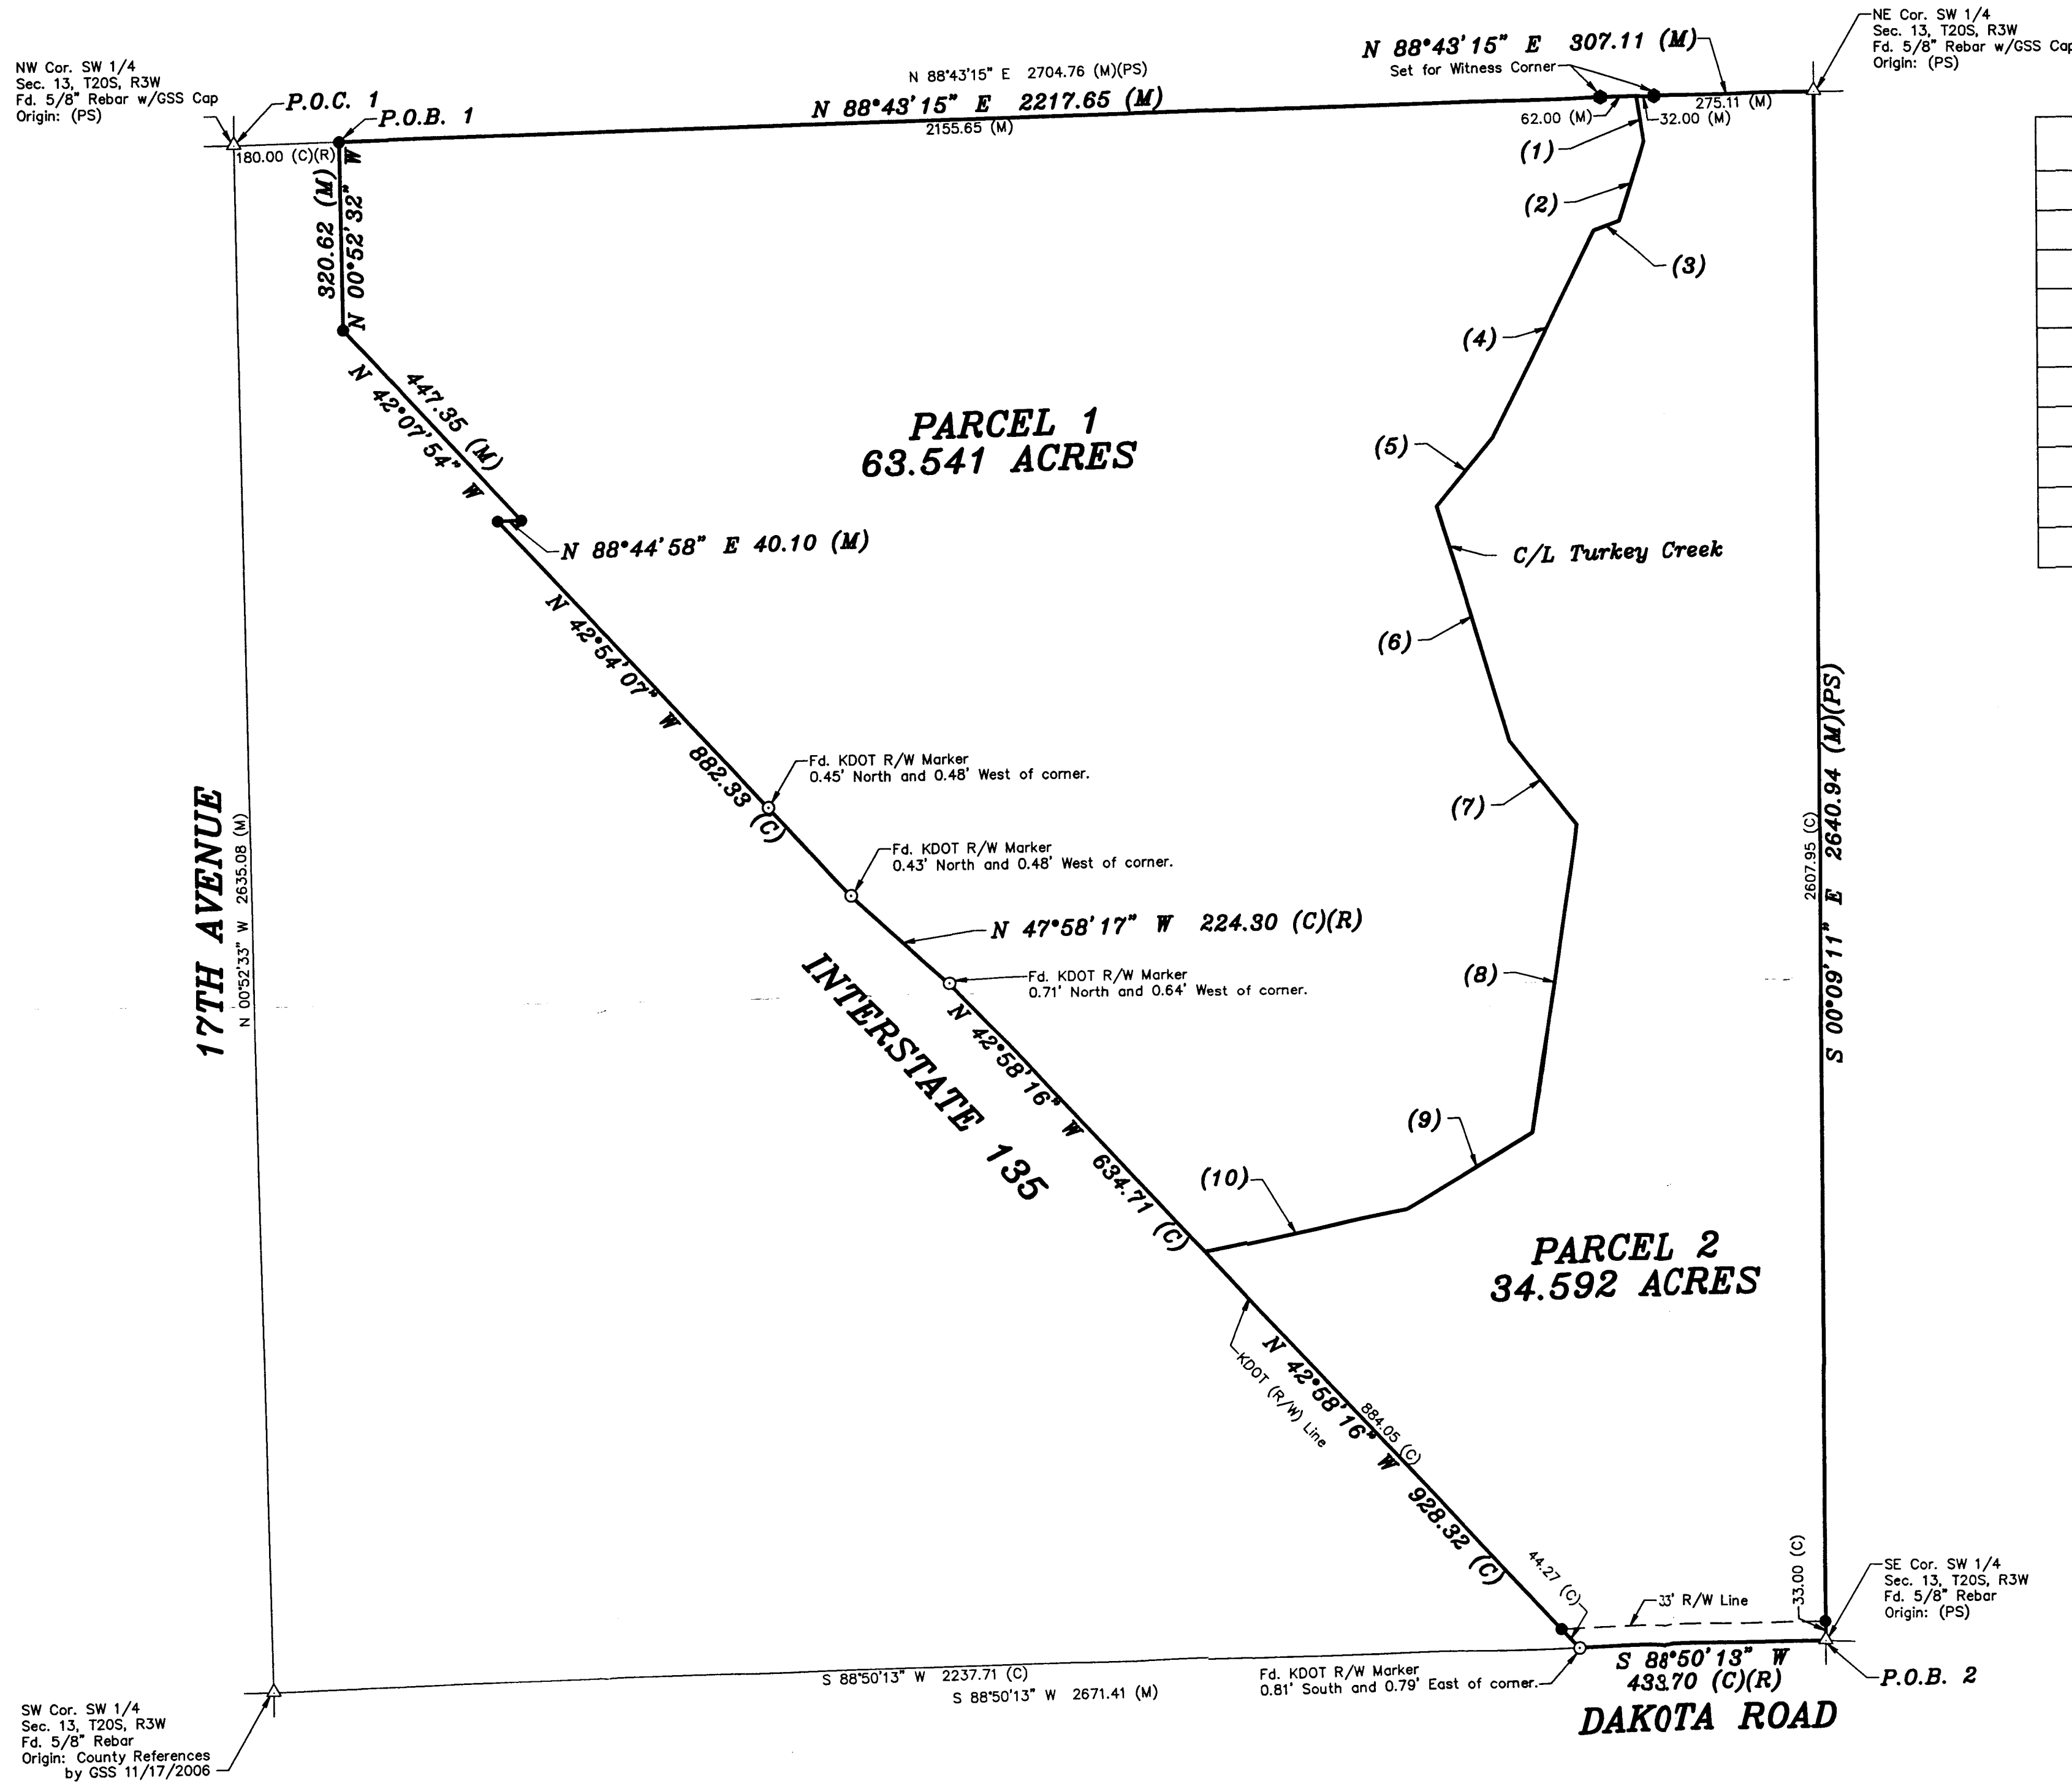 NW Cor. SW 1/4
Sec. 13, T20S, R3W
Fd. 5/8" Rebar w/GSS Cap
Origin: (PS)
P.O.C. 1
P.O.B. 1
180.00 (C)(R)
N 88°43'15" E 2704.76 (M)(PS)
N 88°43'15" E 2217.65 (M)
2155.65 (M)
N 88°43'15" E 307.11 (M)
Set for Witness Corner
62.00 (M)
32.00 (M)
275.11 (M)
NE Cor. SW 1/4
Sec. 13, T20S, R3W
Fd. 5/8" Rebar w/GSS Cap
Origin: (PS)
320.62 (M)
N 00°52'32" W
(1)
(2)
(3)
(4)
(5)
447.35 (M)
N 42°07'54" W
PARCEL 1
63.541 ACRES
N 88°44'58" E 40.10 (M)
C/L Turkey Creek
(6)
N 42°54'07" W 882.33 (C)
Fd. KDOT R/W Marker
0.45' North and 0.48' West of corner.
(7)
Fd. KDOT R/W Marker
0.43' North and 0.48' West of corner.
17TH AVENUE
N 00°52'33" W 2635.08 (M)
2607.95 (C)
S 00°09'11" E 2640.94 (M)(PS)
N 47°58'17" W 224.30 (C)(R)
(8)
Fd. KDOT R/W Marker
0.71' North and 0.64' West of corner.
INTERSTATE 135
N 42°58'16" W 634.71 (C)
(9)
(10)
PARCEL 2
34.592 ACRES
KDOT (R/W) Line
N 42°58'16" W 928.32 (C)
884.05 (C)
44.27 (C)
33' R/W Line
33.00 (C)
SE Cor. SW 1/4
Sec. 13, T20S, R3W
Fd. 5/8" Rebar
Origin: (PS)
S 88°50'13" W
433.70 (C)(R)
P.O.B. 2
S 88°50'13" W 2237.71 (C)
S 88°50'13" W 2671.41 (M)
Fd. KDOT R/W Marker
0.81' South and 0.79' East of corner.
DAKOTA ROAD
SW Cor. SW 1/4
Sec. 13, T20S, R3W
Fd. 5/8" Rebar
Origin: County References
by GSS 11/17/2006